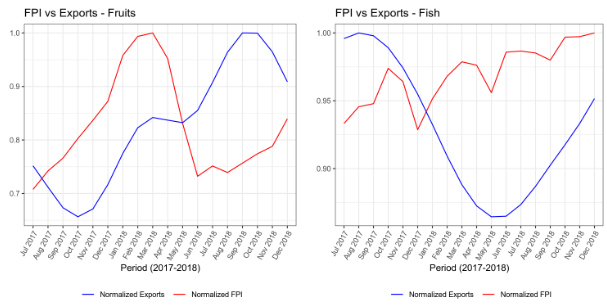 FPI vs Exports - Fruits
1.0
0.9
0.8
0.7
Jul 2017
Aug 2017
Sep 2017
Oct 2017
Nov 2017
Dec 2017
Jan 2018
Feb 2018
Mar 2018
Apr 2018
May 2018
Jun 2018
Jul 2018
Aug 2018
Sep 2018
Oct 2018
Nov 2018
Dec 2018
Period (2017-2018)
Normalized Exports Normalized FPI
FPI vs Exports - Fish
1.00
0.95
0.90
Jul 2017
Aug 2017
Sep 2017
Oct 2017
Nov 2017
Dec 2017
Jan 2018
Feb 2018
Mar 2018
Apr 2018
May 2018
Jun 2018
Jul 2018
Aug 2018
Sep 2018
Oct 2018
Nov 2018
Dec 2018
Period (2017-2018)
Normalized Exports Normalized FPI